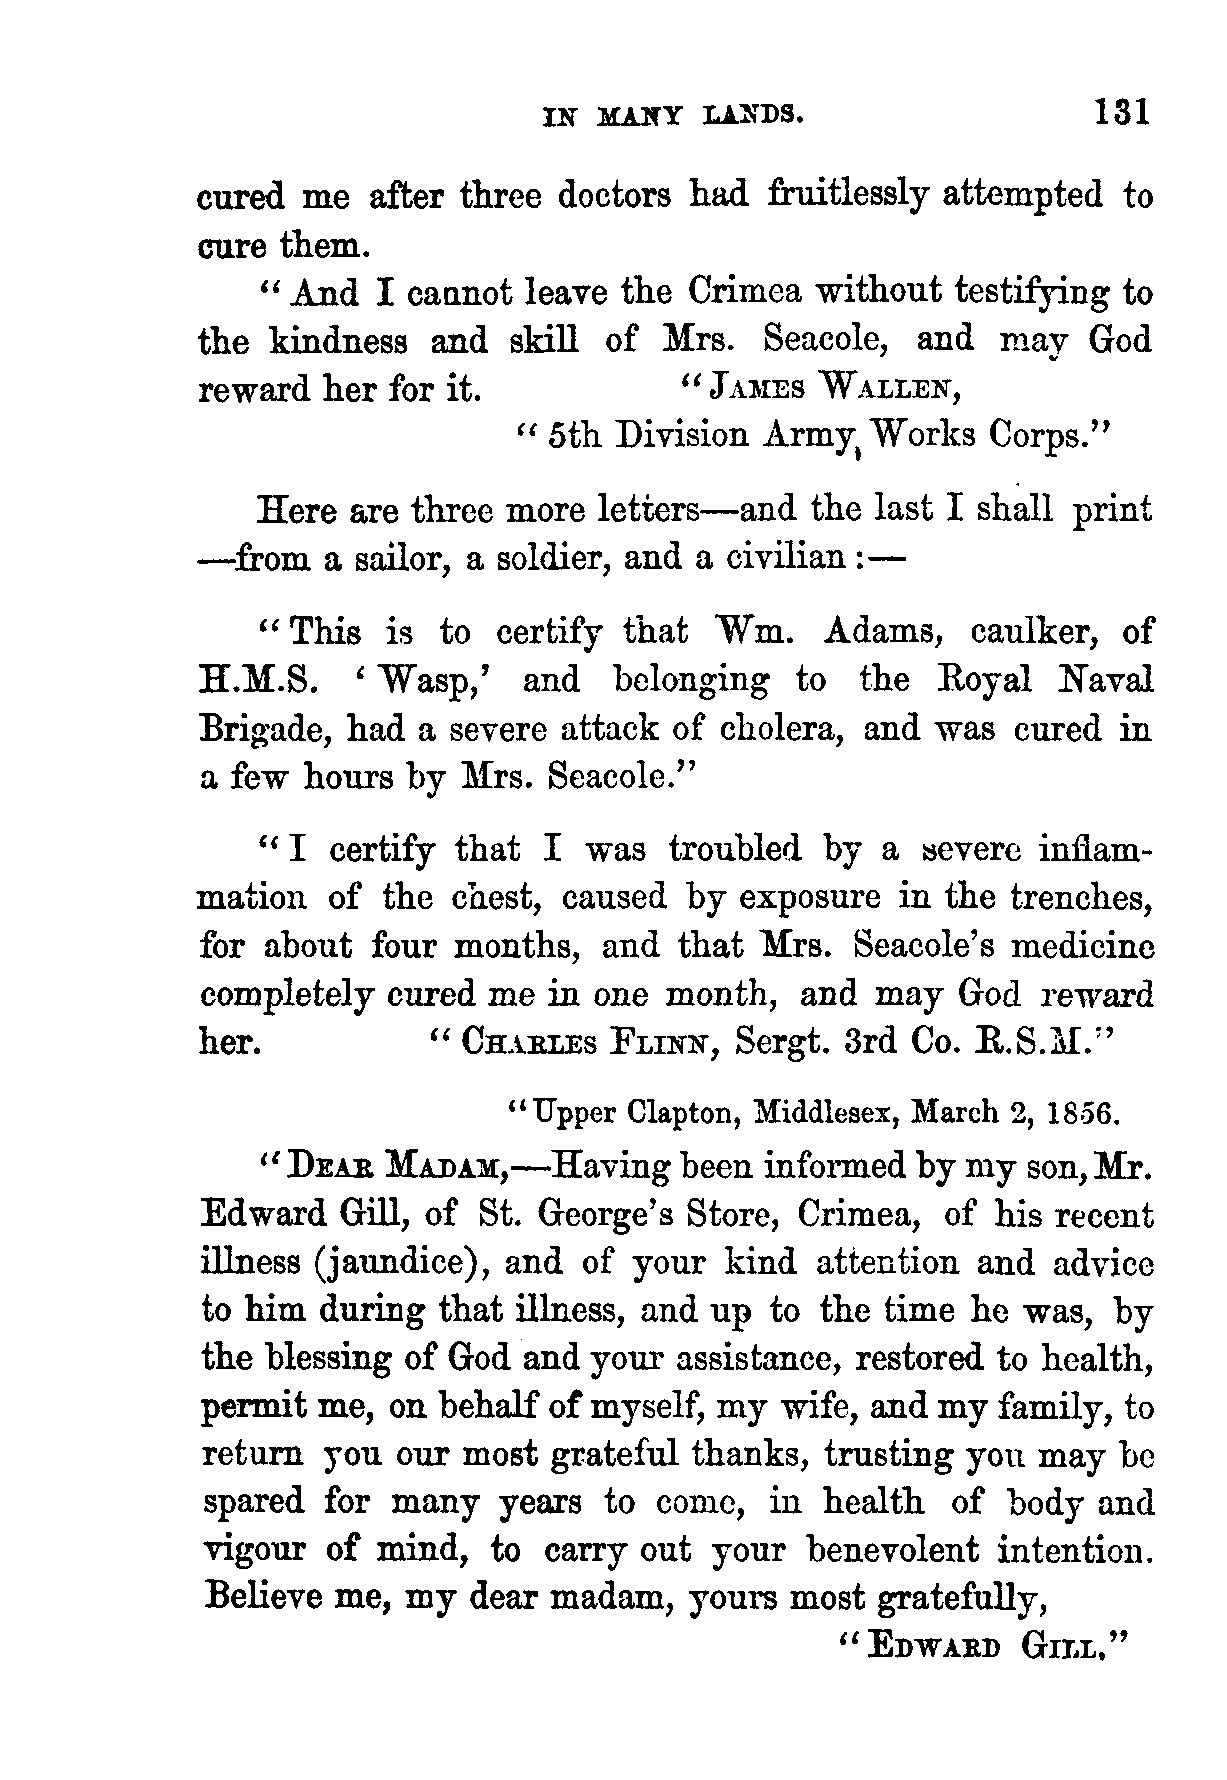 IN MANY LANDS. 131
cured me after three doctors had fruitlessly attempted to
cure them.
“And I cannot leave the Crimea without testifying to
the kindness and skill of Mrs. Seacole, and may God
reward her for it. “JAMES WALLEN,
“5th Division Army, Works Corps.”
Here are three more letters—and the last I shall print
—from a sailor, a soldier, and a civilian:—
“This is to certify that Wm. Adams, caulker, of
H.M.S. ‘Wasp,’ and belonging to the Royal Naval
Brigade, had a severe attack of cholera, and was cured in
a few hours by Mrs. Seacole.”
“I certify that I was troubled by a severe inflam-
mation of the chest, caused by exposure in the trenches,
for about four months, and that Mrs. Seacole’s medicine
completely cured me in one month, and may God reward
her. “CHARLES FLINN, Sergt. 3rd Co. R.S.M.”
“Upper Clapton, Middlesex, March 2, 1856.
“DEAR MADAM,—Having been informed by my son, Mr.
Edward Gill, of St. George’s Store, Crimea, of his recent
illness (jaundice), and of your kind attention and advice
to him during that illness, and up to the time he was, by
the blessing of God and your assistance, restored to health,
permit me, on behalf of myself, my wife, and my family, to
return you our most grateful thanks, trusting you may be
spared for many years to come, in health of body and
vigour of mind, to carry out your benevolent intention.
Believe me, my dear madam, yours most gratefully,
“EDWARD GILL.”